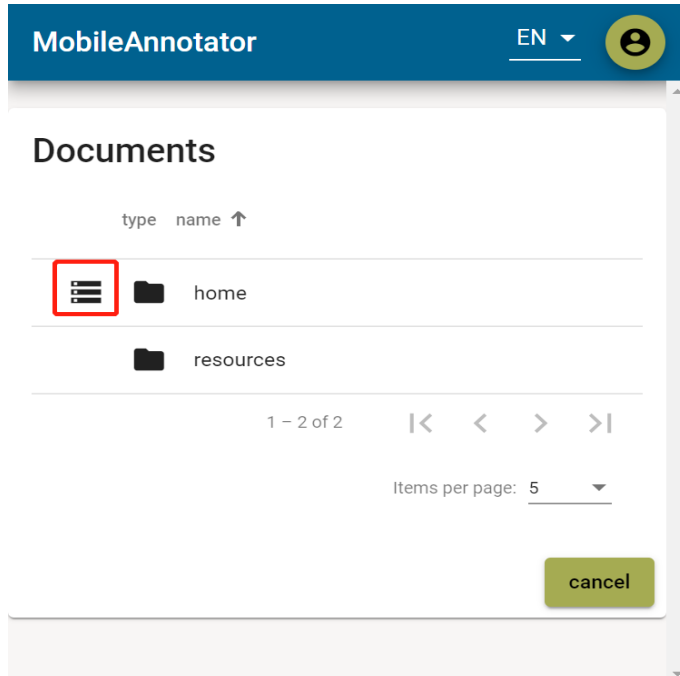 MobileAnnotator EN
Documents
type name
home
resources
1 – 2 of 2
Items per page: 5
cancel